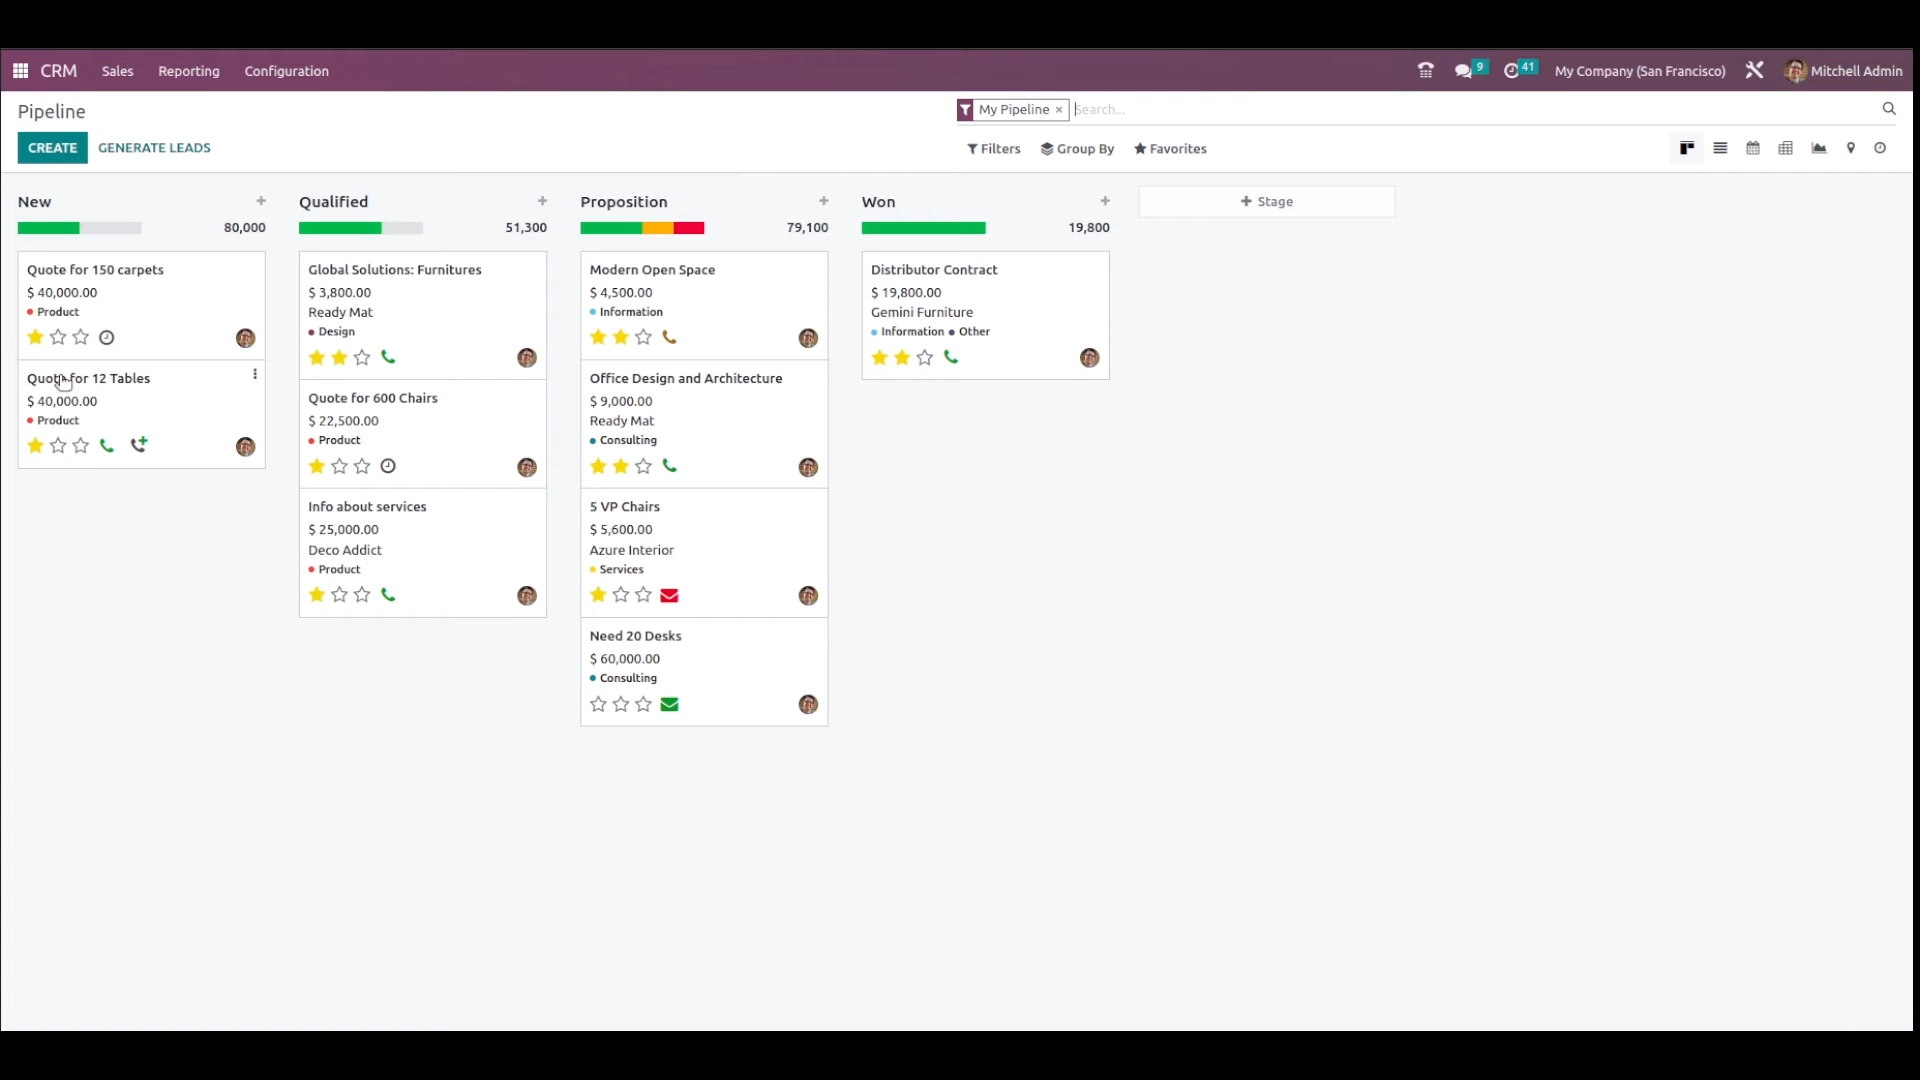 CRM Sales Reporting Configuration 9 41 My Company (San Francisco) Mitchell Admin
Pipeline
My Pipeline × Search...
CREATE GENERATE LEADS
Filters Group By Favorites
New + 
80,000
Quote for 150 carpets
$ 40,000.00
Product
Quote for 12 Tables
$ 40,000.00
Product
Qualified +
51,300
Global Solutions: Furnitures
$ 3,800.00
Ready Mat
Design
Quote for 600 Chairs
$ 22,500.00
Product
Info about services
$ 25,000.00
Deco Addict
Product
Proposition +
79,100
Modern Open Space
$ 4,500.00
Information
Office Design and Architecture
$ 9,000.00
Ready Mat
Consulting
5 VP Chairs
$ 5,600.00
Azure Interior
Services
Need 20 Desks
$ 60,000.00
Consulting
Won +
19,800
Distributor Contract
$ 19,800.00
Gemini Furniture
Information Other
+ Stage